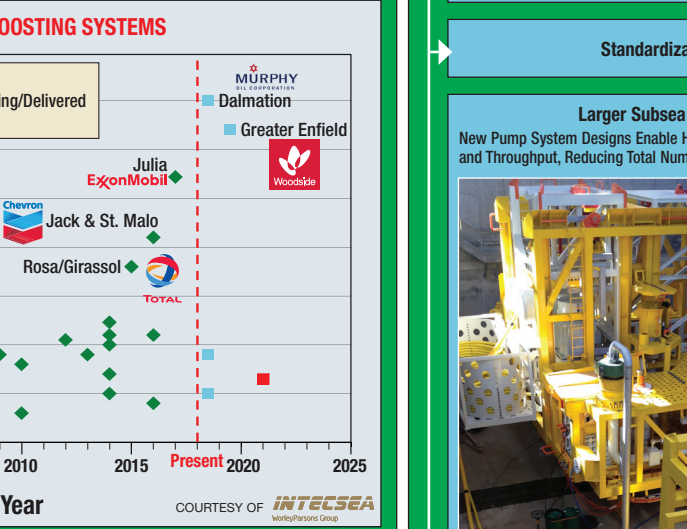 OOSTING SYSTEMS
ing/Delivered
MURPHY
OIL CORPORATION
Dalmation
Greater Enfield
Woodside
Julia
ExxonMobil
Chevron
Jack & St. Malo
Rosa/Girassol
TOTAL
2010
2015
Present
2020
2025
Year
COURTESY OF INTECSEA
WorleyParsons Group
Standardiza
Larger Subsea
New Pump System Designs Enable H
and Throughput, Reducing Total Num